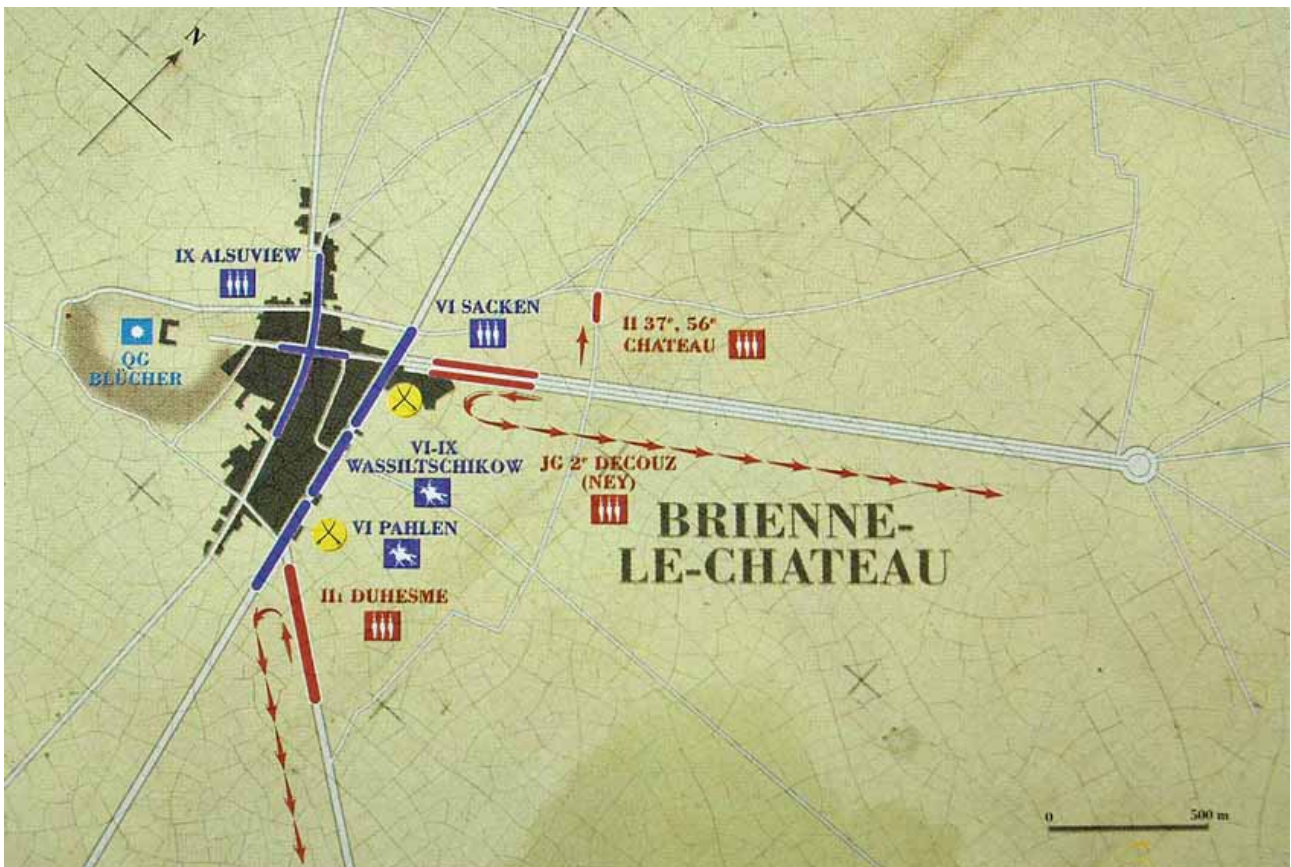 N
IX ALSUVIEW
VI SACKEN
II 37e, 56e
CHATEAU
QG
BLÜCHER
VI-IX
WASSILTSCHIKOW
JG 2e DECOUZ
(NEY)
VI PAHLEN
BRIENNE-
LE-CHATEAU
II1 DUHESME
0 500 m